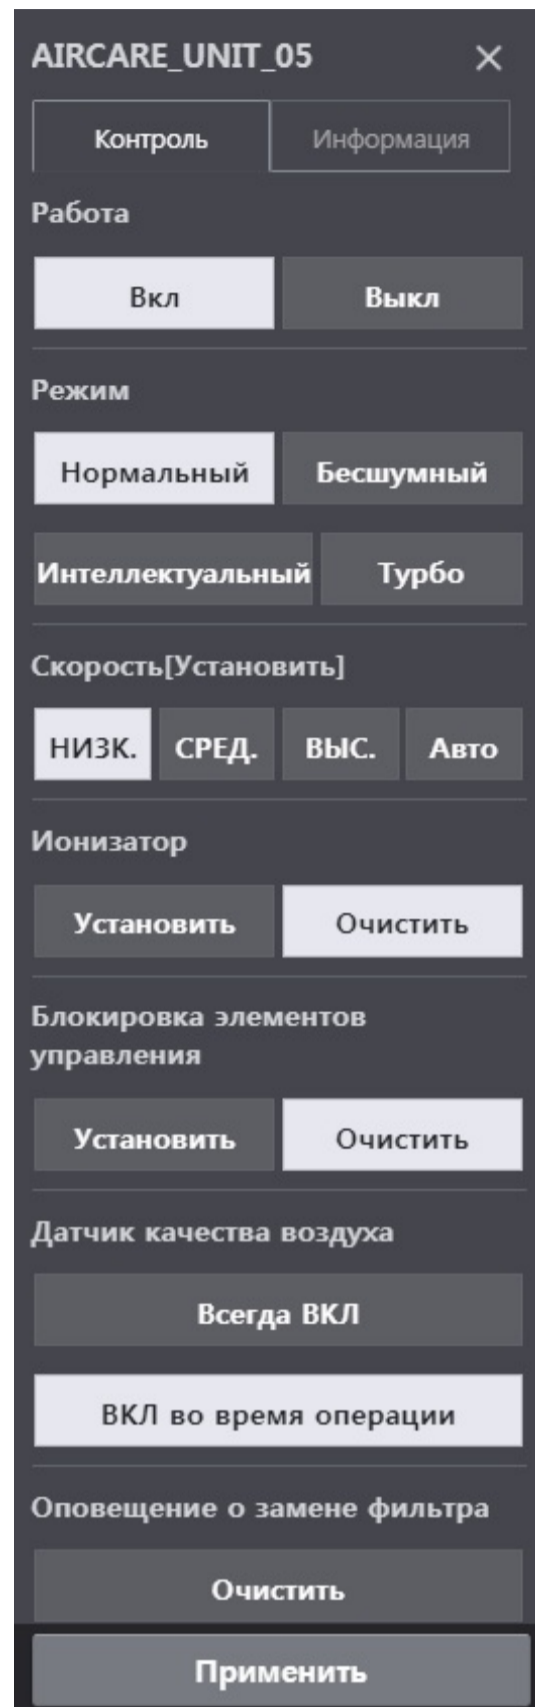 AIRCARE_UNIT_05
Контроль Информация
Работа
Вкл Выкл
Режим
Нормальный Бесшумный
Интеллектуальный Турбо
Скорость[Установить]
НИЗК. СРЕД. ВЫС. Авто
Ионизатор
Установить Очистить
Блокировка элементов
управления
Установить Очистить
Датчик качества воздуха
Всегда ВКЛ
ВКЛ во время операции
Оповещение о замене фильтра
Очистить
Применить